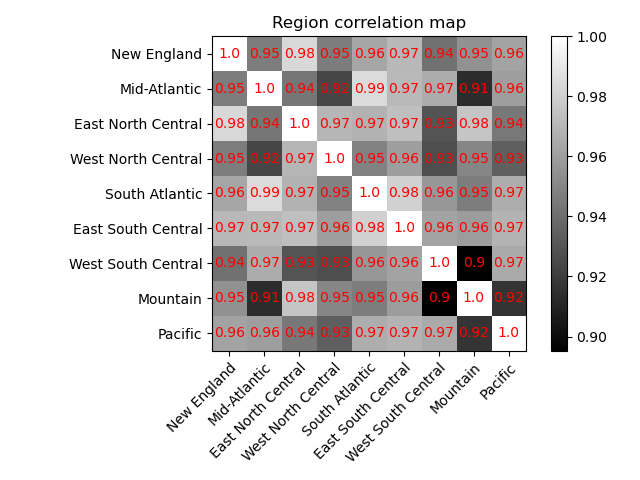 Region correlation map
New England 1.0 0.95 0.98 0.95 0.96 0.97 0.94 0.95 0.96
Mid-Atlantic 0.95 1.0 0.94 0.92 0.99 0.97 0.97 0.91 0.96
East North Central 0.98 0.94 1.0 0.97 0.97 0.97 0.93 0.98 0.94
West North Central 0.95 0.92 0.97 1.0 0.95 0.96 0.93 0.95 0.93
South Atlantic 0.96 0.99 0.97 0.95 1.0 0.98 0.96 0.95 0.97
East South Central 0.97 0.97 0.97 0.96 0.98 1.0 0.96 0.96 0.97
West South Central 0.94 0.97 0.93 0.93 0.96 0.96 1.0 0.9 0.97
Mountain 0.95 0.91 0.98 0.95 0.95 0.96 0.9 1.0 0.92
Pacific 0.96 0.96 0.94 0.93 0.97 0.97 0.97 0.92 1.0
New England
Mid-Atlantic
East North Central
West North Central
South Atlantic
East South Central
West South Central
Mountain
Pacific
1.00
0.98
0.96
0.94
0.92
0.90